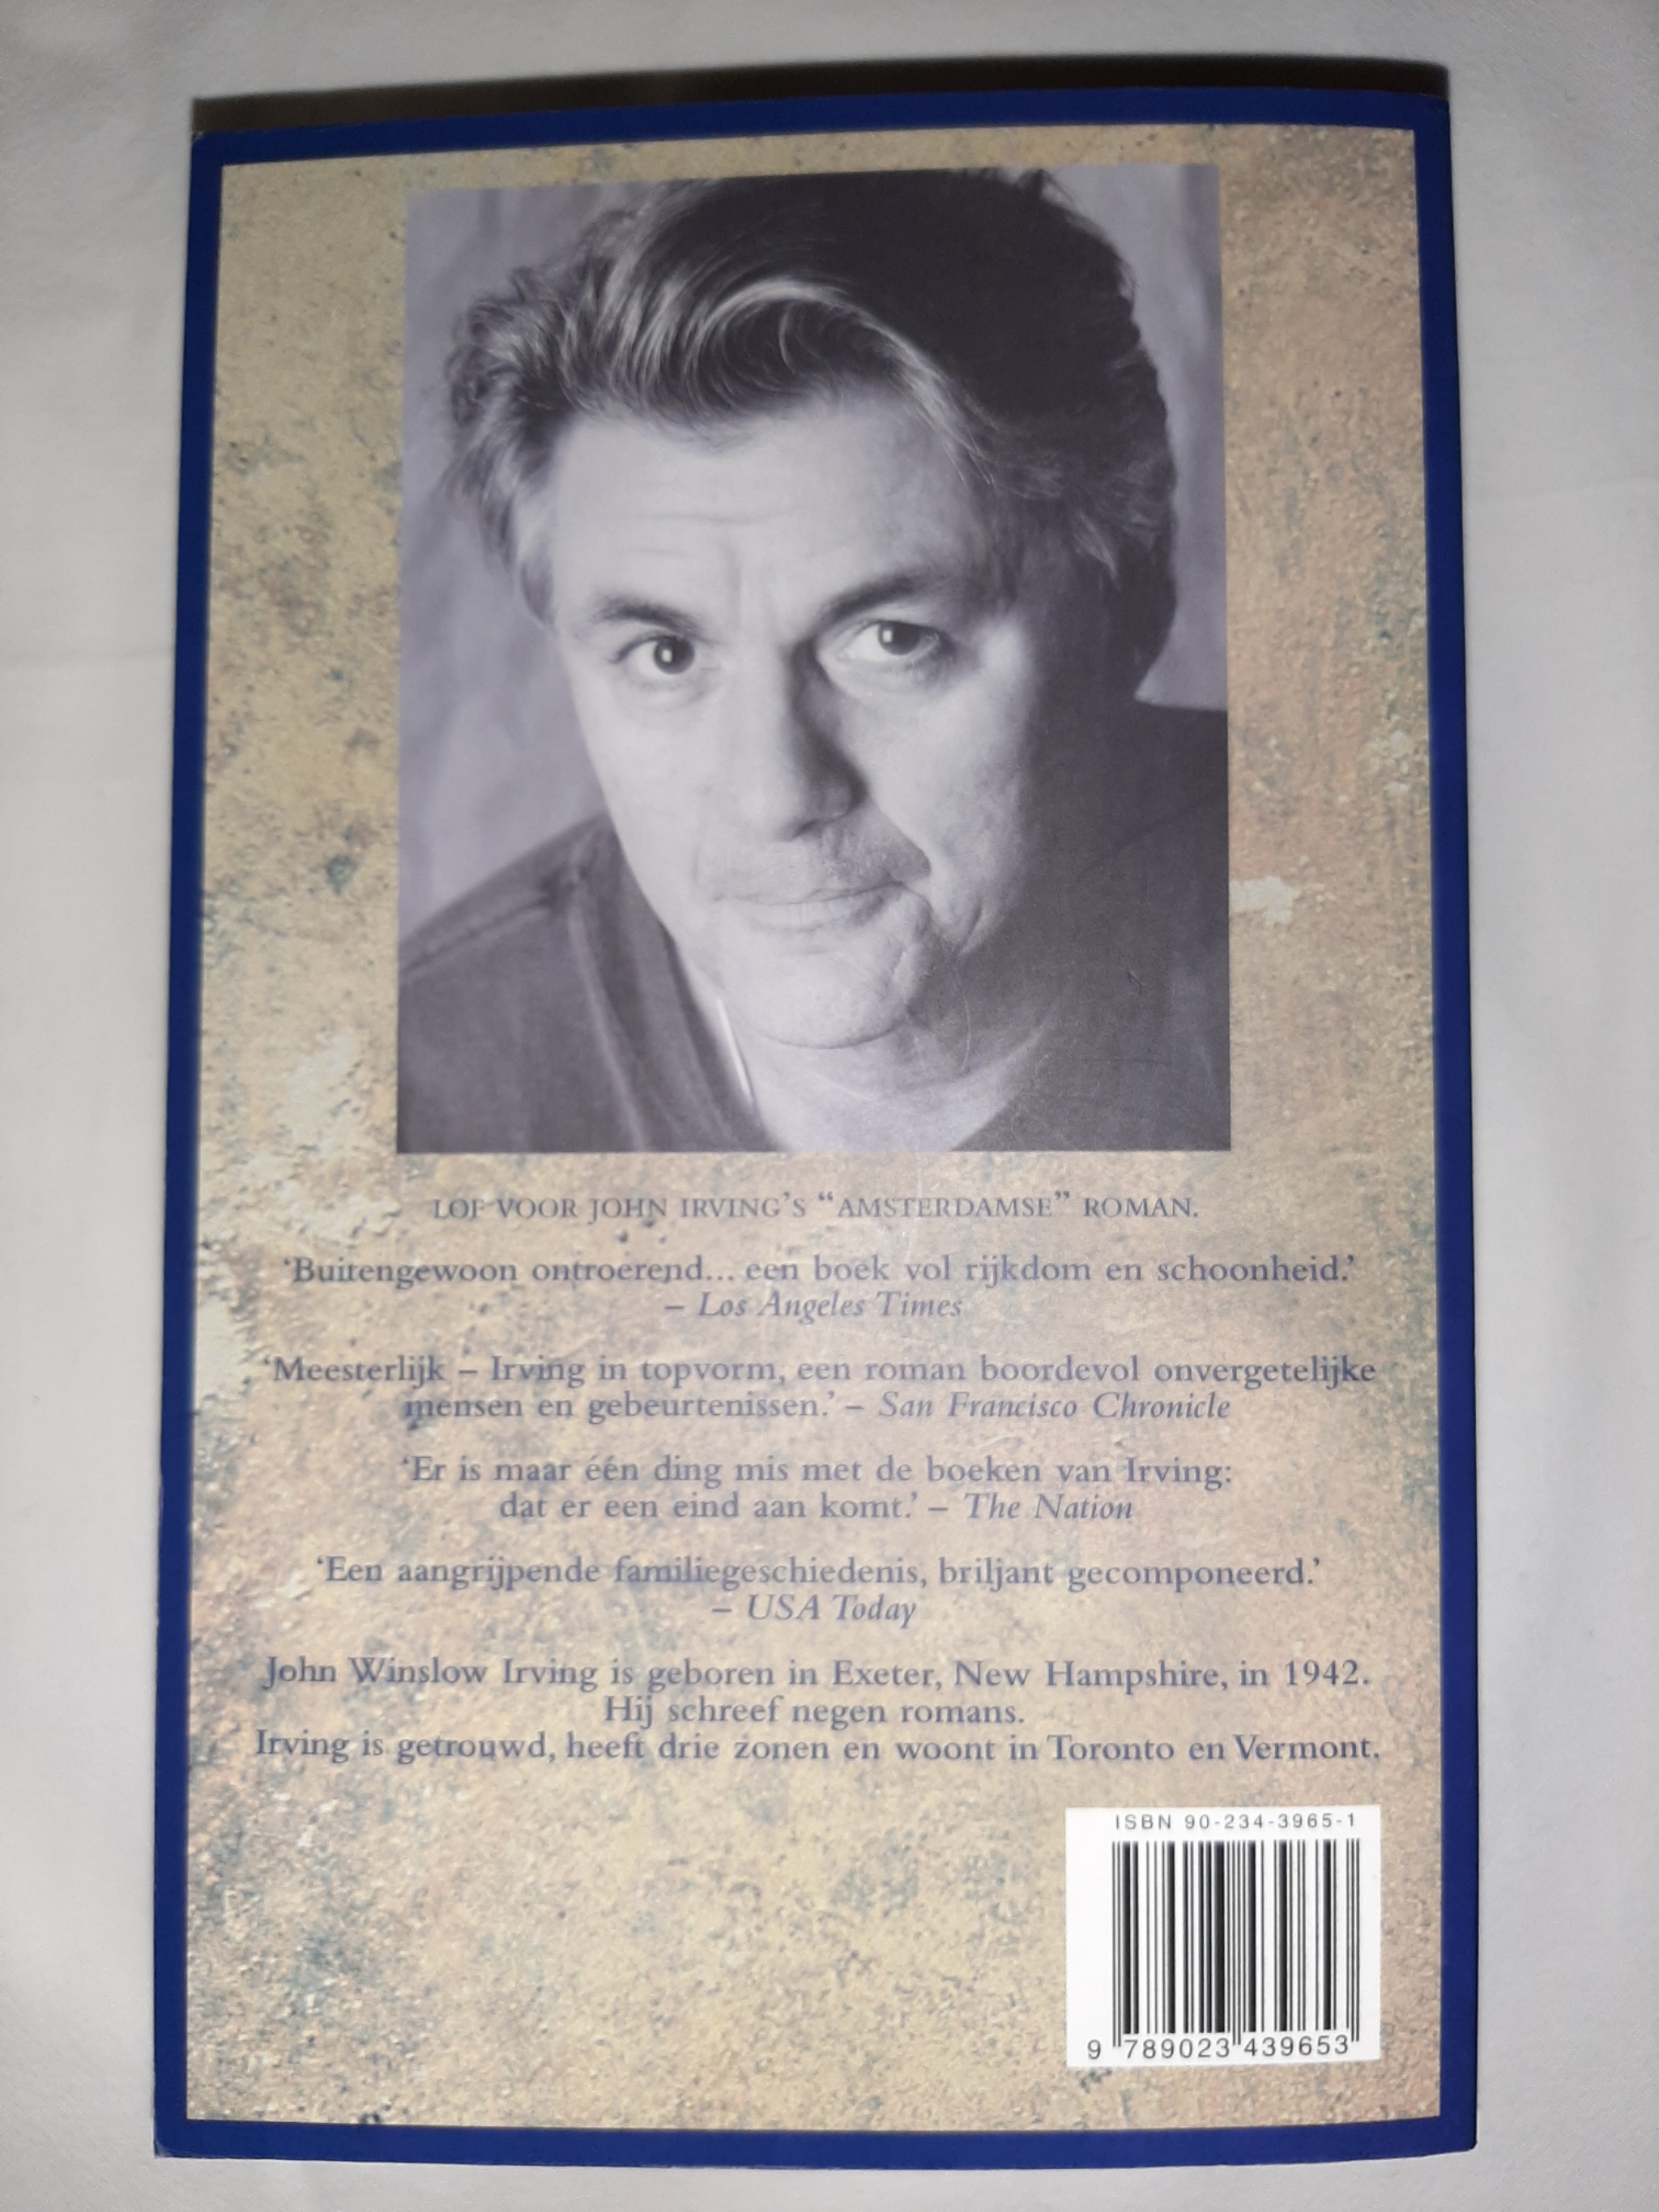 LOF VOOR JOHN IRVING'S “AMSTERDAMSE” ROMAN.
‘Buitengewoon ontroerend... een boek vol rijkdom en schoonheid.’
– Los Angeles Times
‘Meesterlijk – Irving in topvorm, een roman boordevol onvergetelijke
mensen en gebeurtenissen.’ – San Francisco Chronicle
‘Er is maar één ding mis met de boeken van Irving:
dat er een eind aan komt.’ – The Nation
‘Een aangrijpende familiegeschiedenis, briljant gecomponeerd.’
– USA Today
John Winslow Irving is geboren in Exeter, New Hampshire, in 1942.
Hij schreef negen romans.
Irving is getrouwd, heeft drie zonen en woont in Toronto en Vermont.
ISBN 90-234-3965-1
9 789023 439653